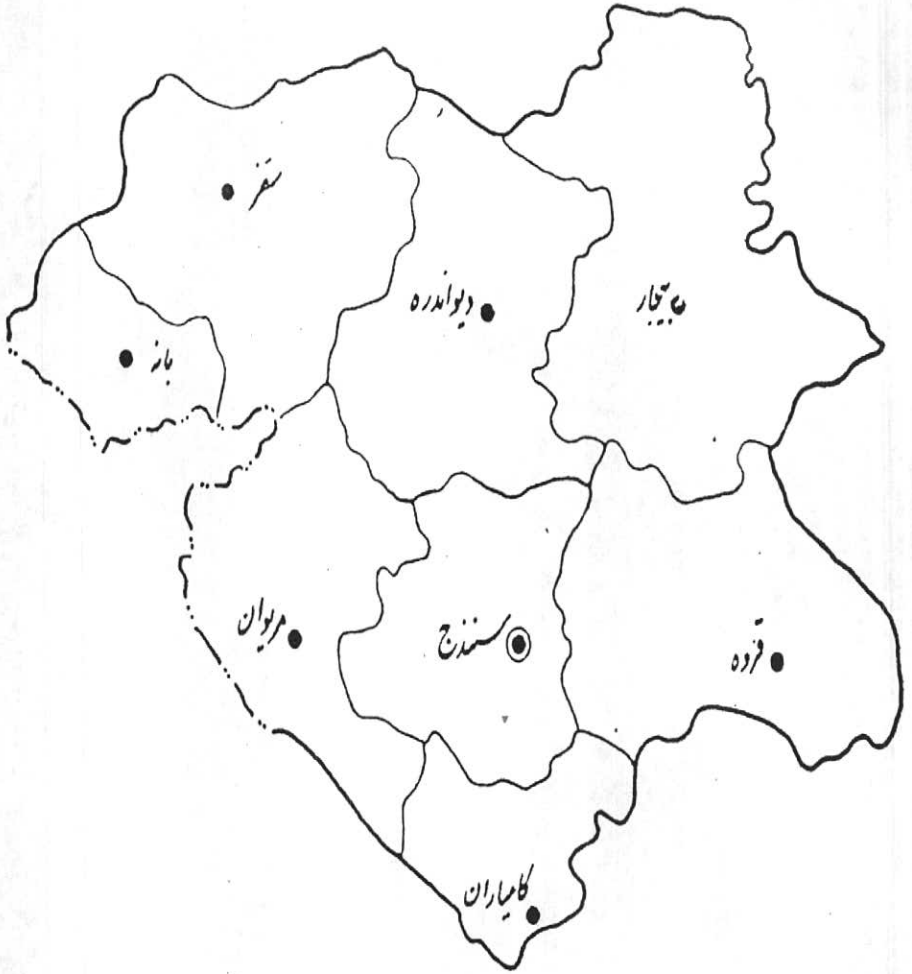 سقز
دیواندره
بیجار
بانه
مریوان
سنندج
قروه
کامیاران